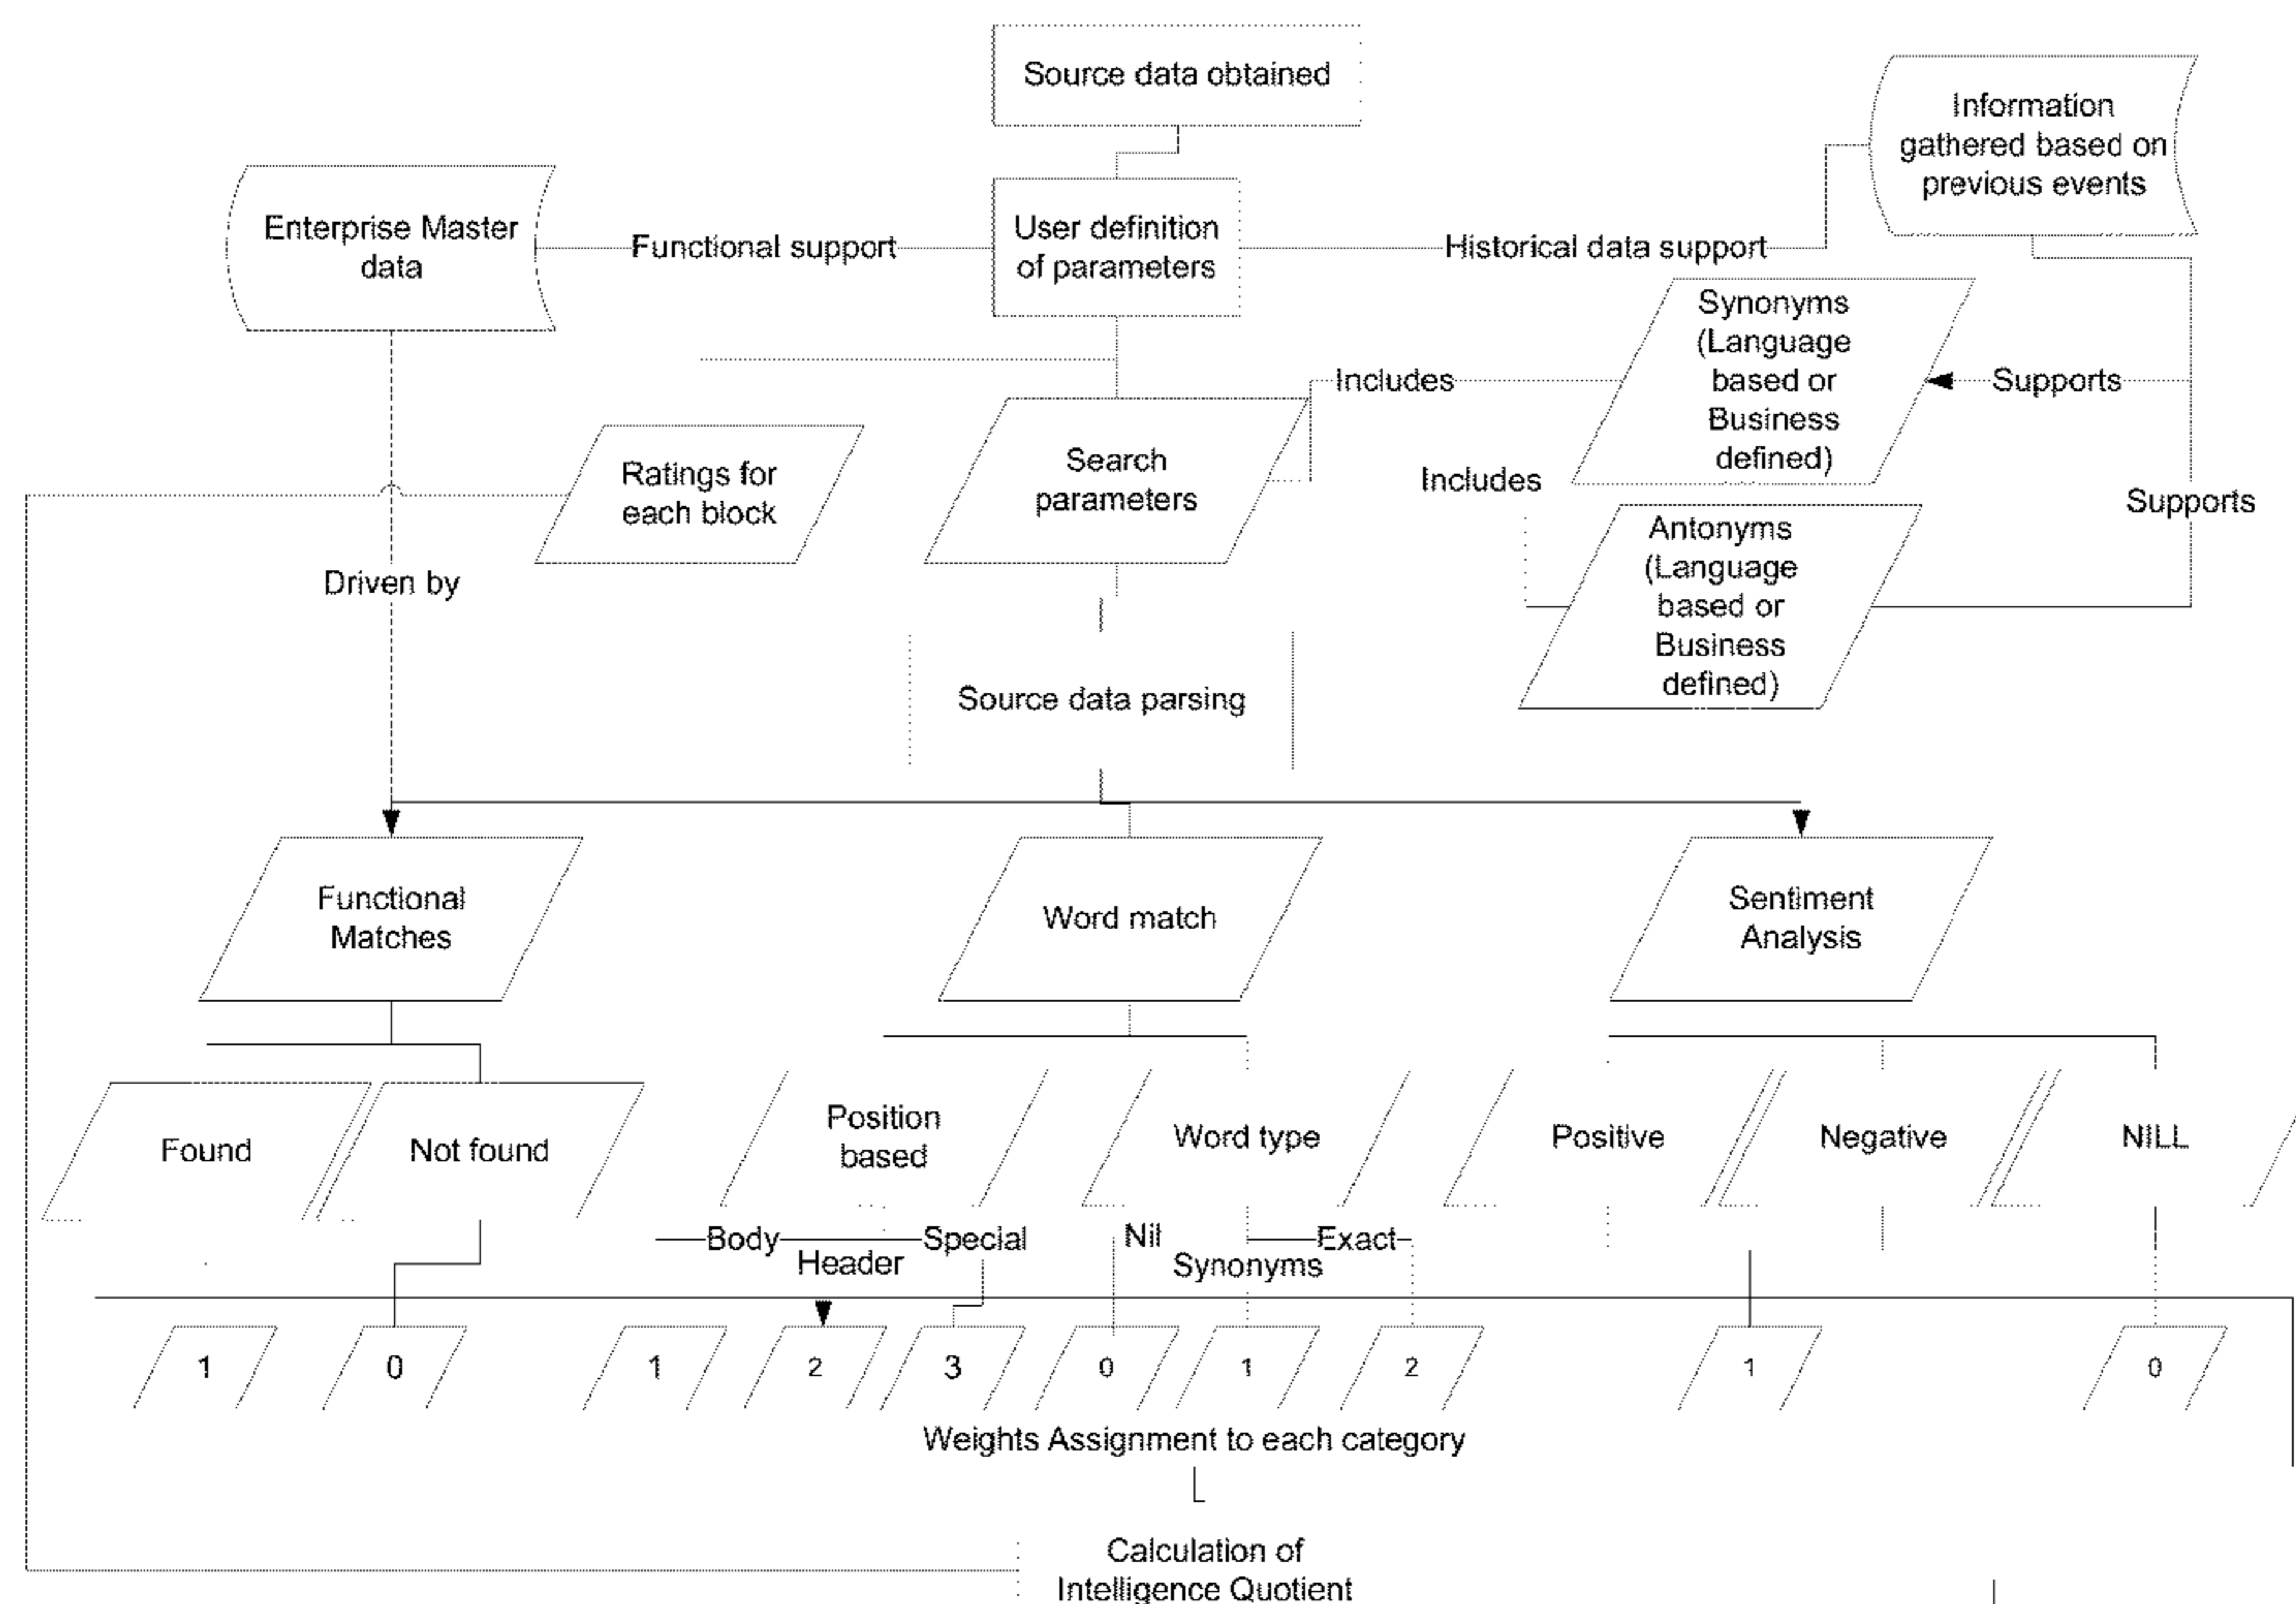 Source data obtained
Information
gathered based on
previous events
Enterprise Master
data
Functional support
User definition
of parameters
Historical data support
Synonyms
(Language
based or
Business
defined)
Includes
Supports
Ratings for
each block
Search
parameters
Includes
Supports
Antonyms
(Language
based or
Business
defined)
Driven by
Source data parsing
Functional
Matches
Word match
Sentiment
Analysis
Found
Not found
Position
based
Word type
Positive
Negative
NILL
Body
Header
Special
Nil
Synonyms
Exact
1
0
1
2
3
0
1
2
1
0
Weights Assignment to each category
Calculation of
Intelligence Quotient